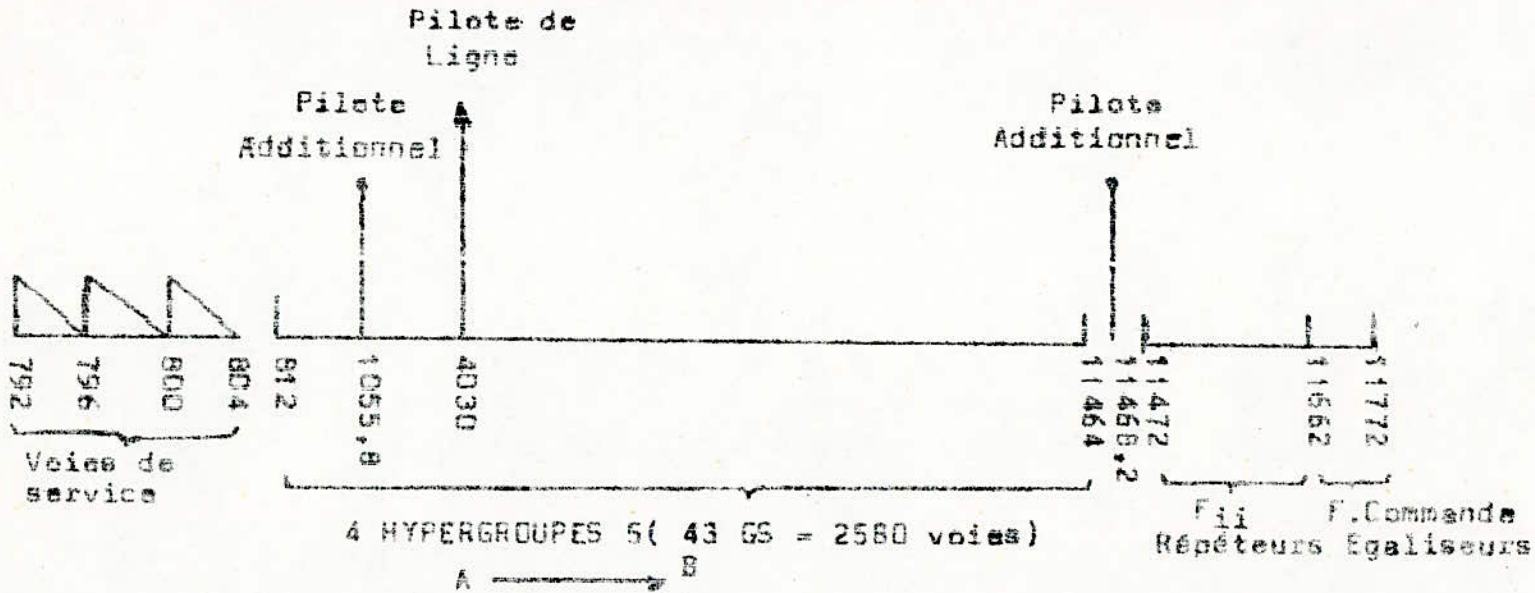 Pilote de
Ligne
Pilote
Additionnel
Pilote
Additionnel
792
796
800
804
812
1055,8
4030
11464
11468,2
11472
11562
11772
Voies de
service
4 HYPERGROUPES 5( 43 GS = 2580 voies)
A
B
Fii
Répéteurs
F.Commande
Egaliseurs